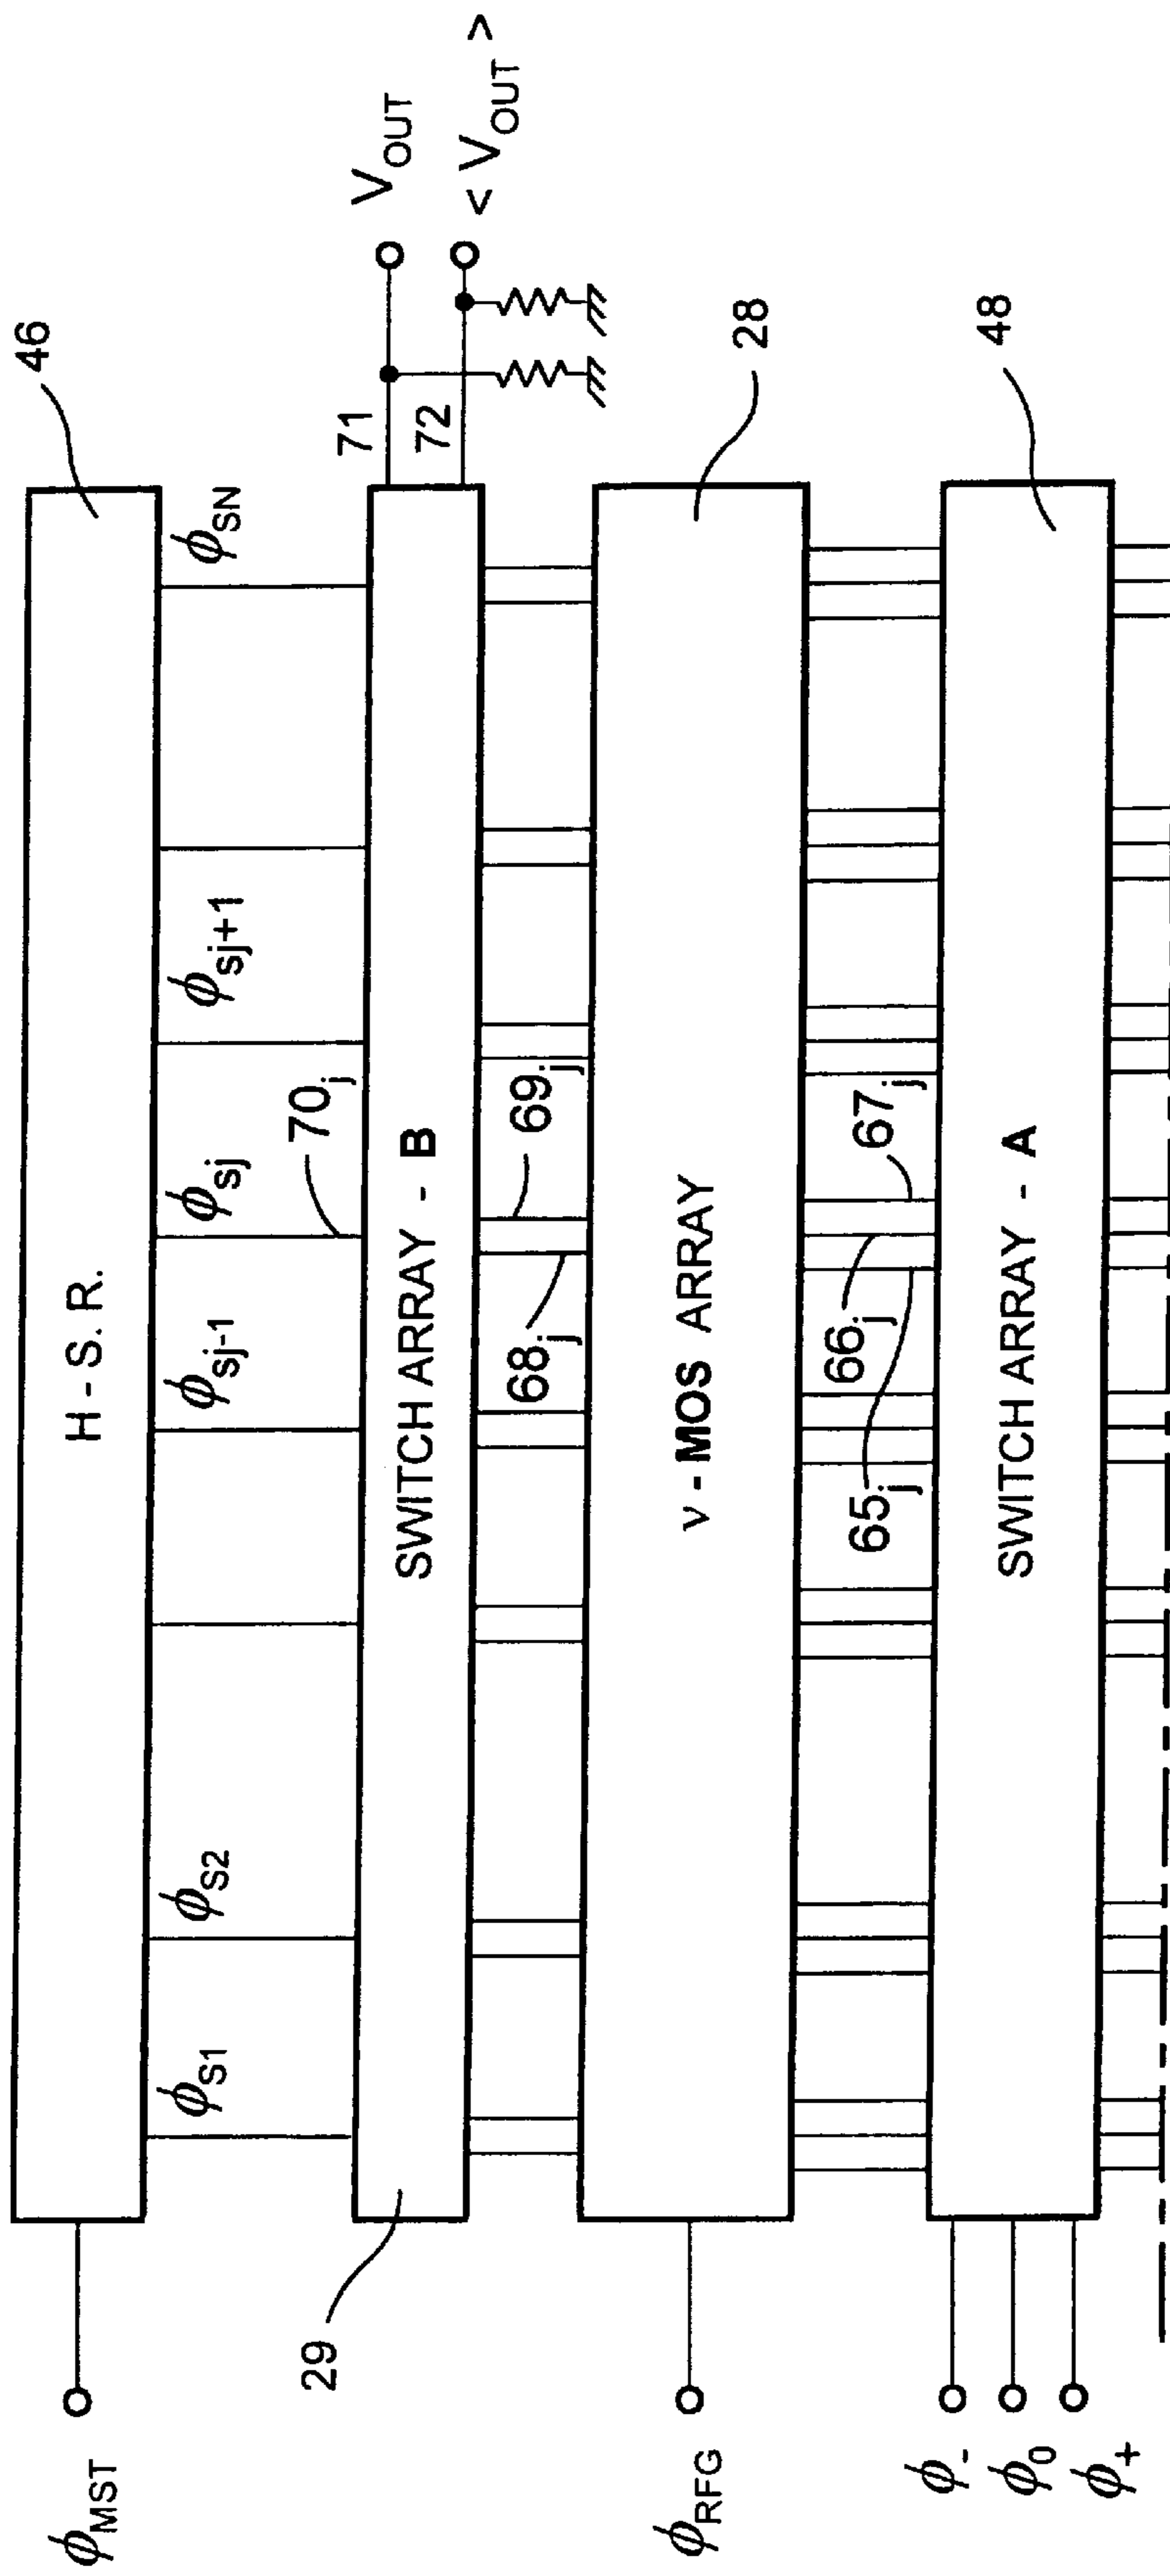 46
H - S. R.
ϕMST
ϕS1
ϕS2
ϕsj-1
ϕsj
ϕsj+1
ϕSN
70j
29
SWITCH ARRAY - B
71
72
VOUT
< VOUT >
68j
69j
28
ν - MOS ARRAY
ϕRFG
65j
66j
67j
48
SWITCH ARRAY - A
ϕ-
ϕ0
ϕ+